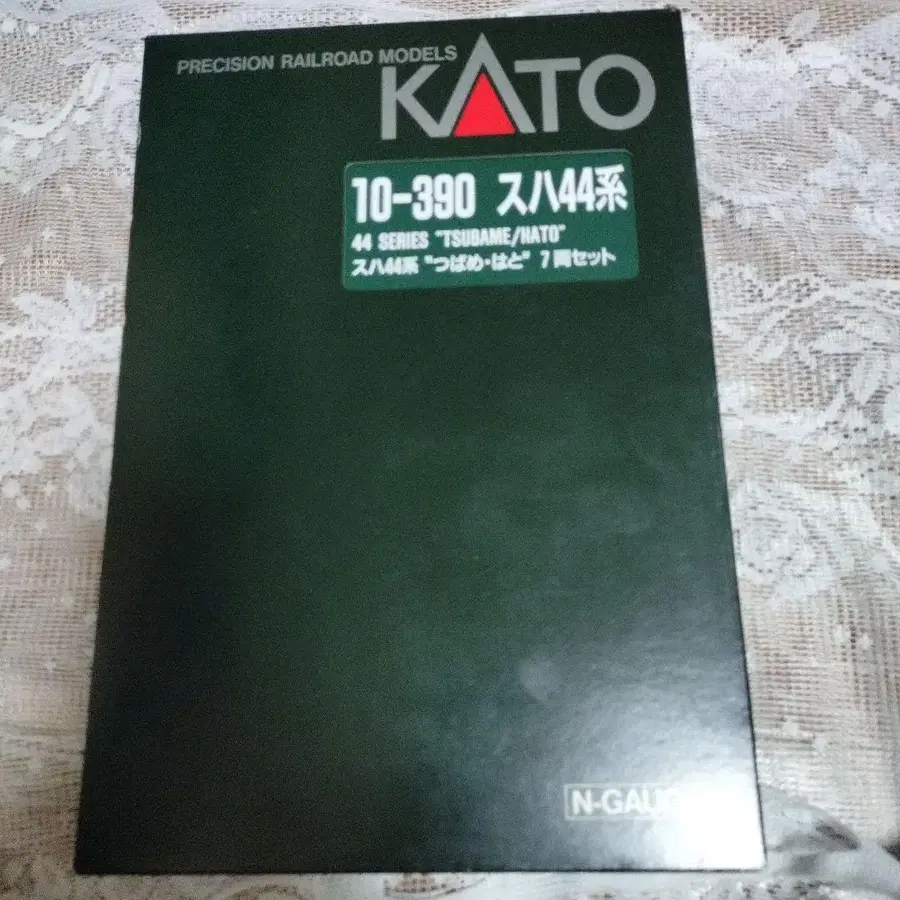 PRECISION RAILROAD MODELS
KATO
10-390 スハ44系
44 SERIES "TSUBAME/HATO"
スハ44系 "つばめ・はと" 7両セット